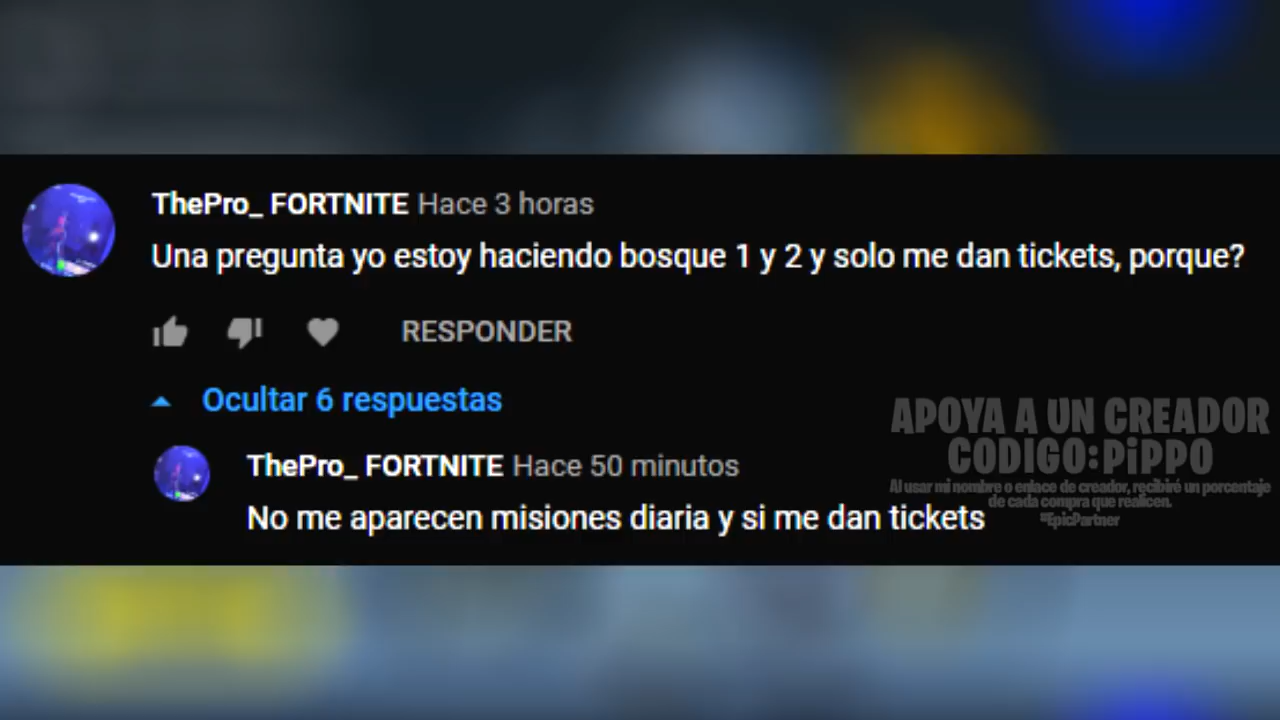 ThePro_ FORTNITE Hace 3 horas
Una pregunta yo estoy haciendo bosque 1 y 2 y solo me dan tickets, porque?
RESPONDER
Ocultar 6 respuestas
ThePro_ FORTNITE Hace 50 minutos
No me aparecen misiones diaria y si me dan tickets
APOYA A UN CREADOR
CODIGO:PiPPO
Al usar mi nombre o enlace de creador, recibiré un porcentaje
de cada compra que realicen.
#EpicPartner